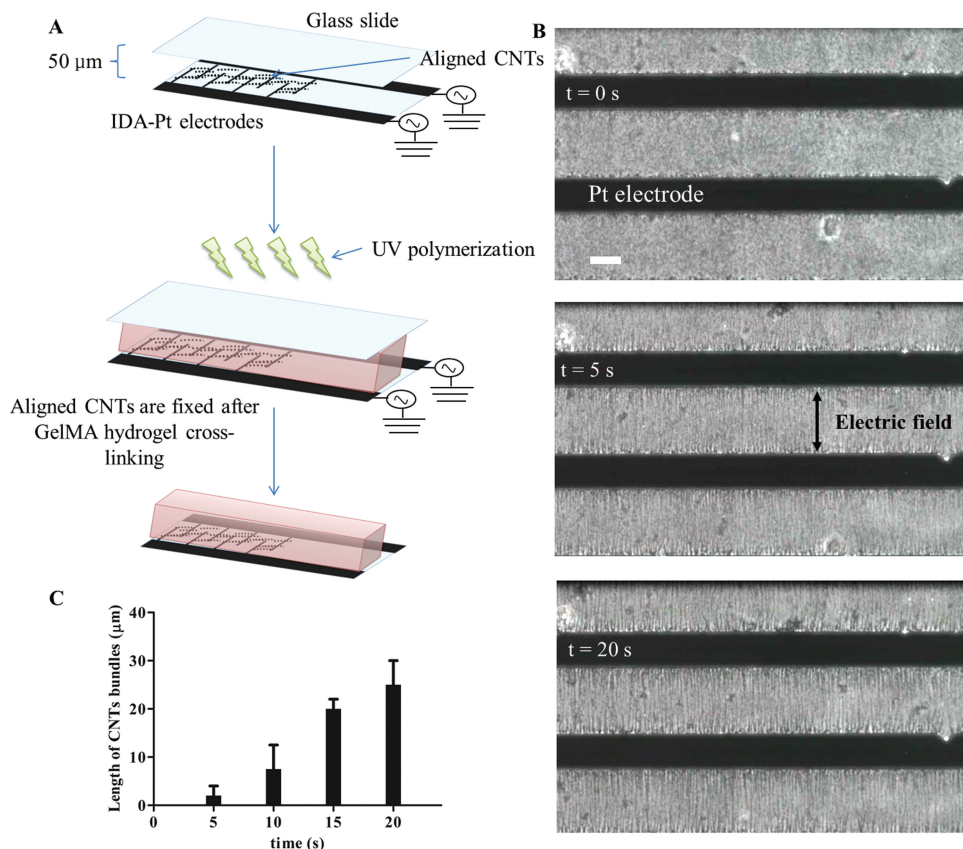 A
Glass slide
50 µm
Aligned CNTs
IDA-Pt electrodes
UV polymerization
Aligned CNTs are fixed after
GelMA hydrogel cross-
linking
B
t = 0 s
Pt electrode
t = 5 s
Electric field
t = 20 s
C
Length of CNTs bundles (µm)
40
30
20
10
0
0 5 10 15 20
time (s)